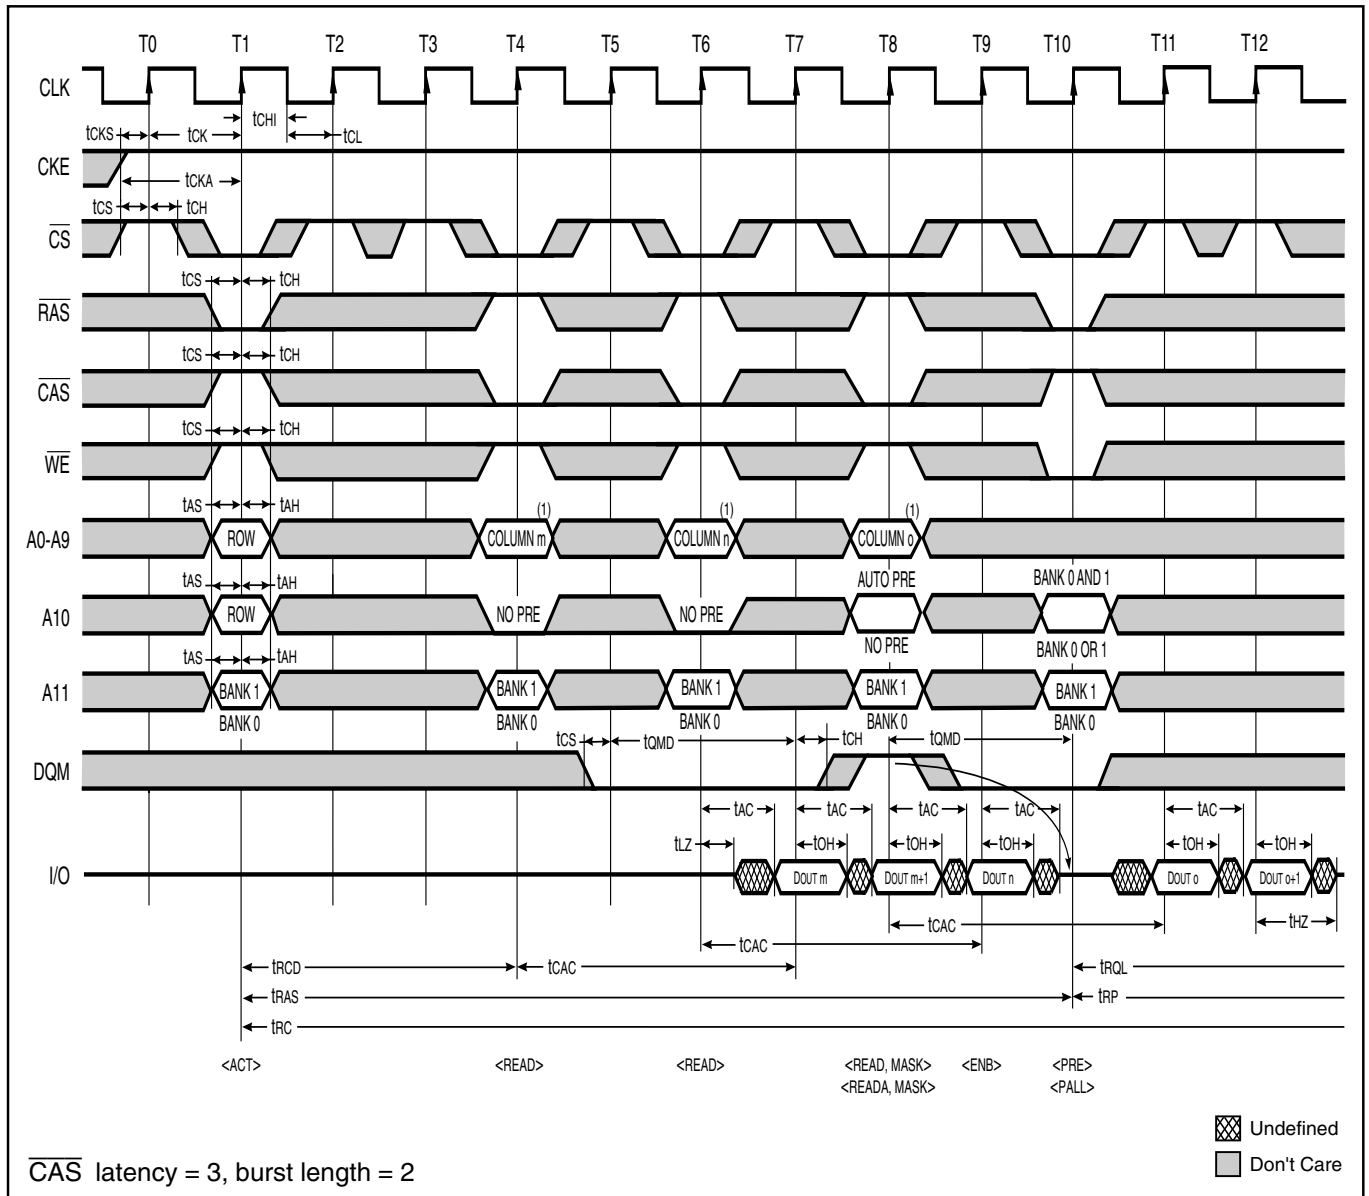 T0 T1 T2 T3 T4 T5 T6 T7 T8 T9 T10 T11 T12
CLK
tCHI
tCKS tCK tCL
CKE
tCKA
tCS tCH
CS
tCS tCH
RAS
tCS tCH
CAS
tCS tCH
WE
tAS tAH (1) (1) (1)
A0-A9 ROW COLUMN m COLUMN n COLUMN o
tAS tAH AUTO PRE BANK 0 AND 1
A10 ROW NO PRE NO PRE
NO PRE BANK 0 OR 1
tAS tAH
A11 BANK 1 BANK 1 BANK 1 BANK 1 BANK 1
BANK 0 BANK 0 BANK 0 BANK 0 BANK 0
tCS tQMD tCH tQMD
DQM
tAC tAC tAC tAC tAC
tLZ tOH tOH tOH tOH tOH
I/O DOUT m DOUT m+1 DOUT n DOUT o DOUT o+1
tCAC tHZ
tCAC
tRCD tCAC tRQL
tRAS tRP
tRC
<ACT> <READ> <READ> <READ, MASK> <ENB> <PRE>
<READA, MASK> <PALL>
Undefined
Don't Care
CAS latency = 3, burst length = 2